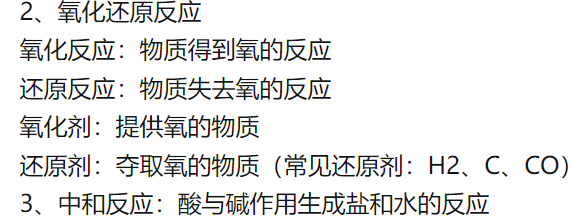 2、氧化还原反应
氧化反应：物质得到氧的反应
还原反应：物质失去氧的反应
氧化剂：提供氧的物质
还原剂：夺取氧的物质（常见还原剂：H2、C、CO）
3、中和反应：酸与碱作用生成盐和水的反应